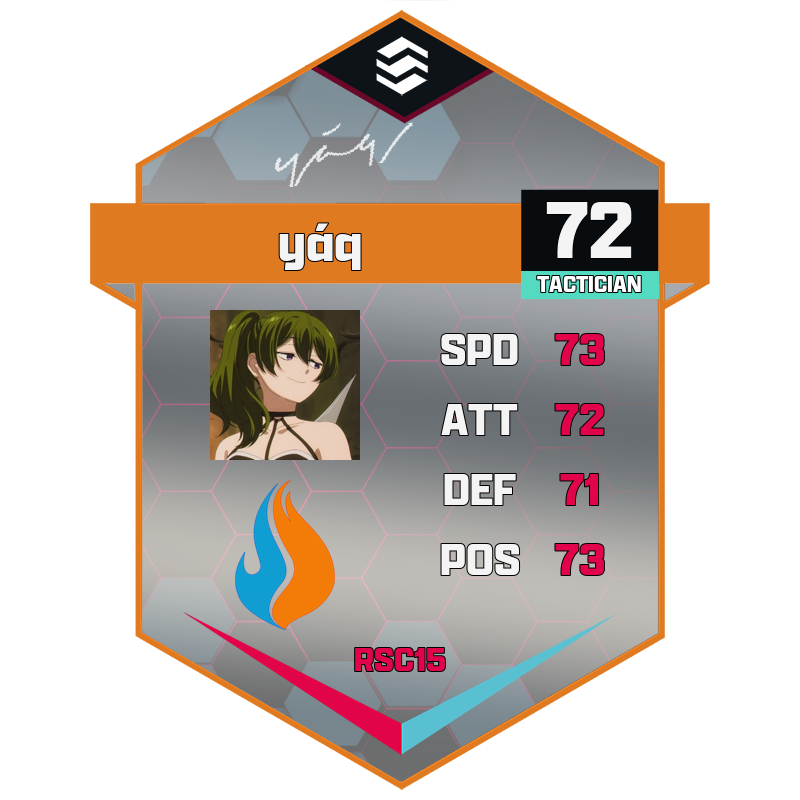 yáq
yáq
72
TACTICIAN
SPD 73
ATT 72
DEF 71
POS 73
RSC15